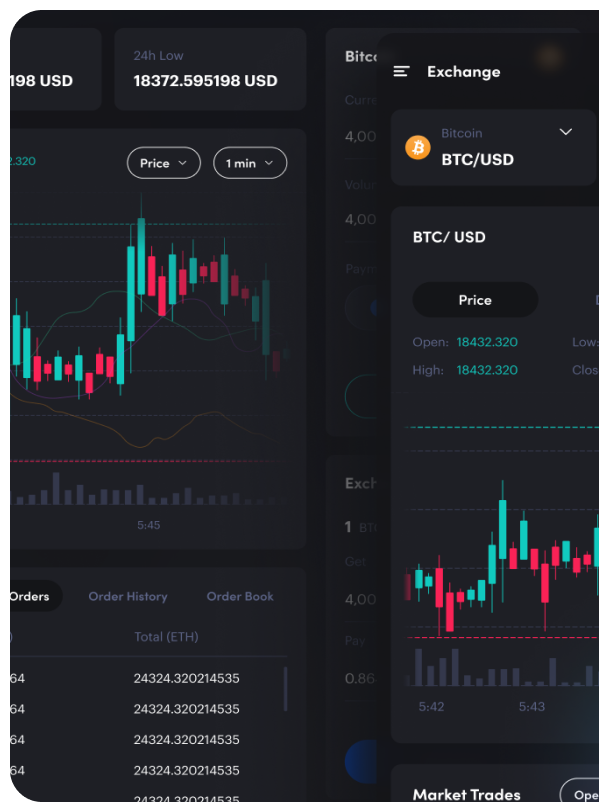 24h Low
198 USD
18372.595198 USD
2.320
Price
1 min
5:45
Orders
Order History
Order Book
)
Total (ETH)
64
24324.320214535
64
24324.320214535
64
24324.320214535
64
24324.320214535
24324.320214535
Bitco
Curre
4,00
Volu
4,00
Paym
Exch
1 BT
Get
4,00
Pay
0.86
Exchange
Bitcoin
BTC/USD
BTC/ USD
Price
Open: 18432.320
Low:
High: 18432.320
Clos
5:42
5:43
Market Trades
Ope